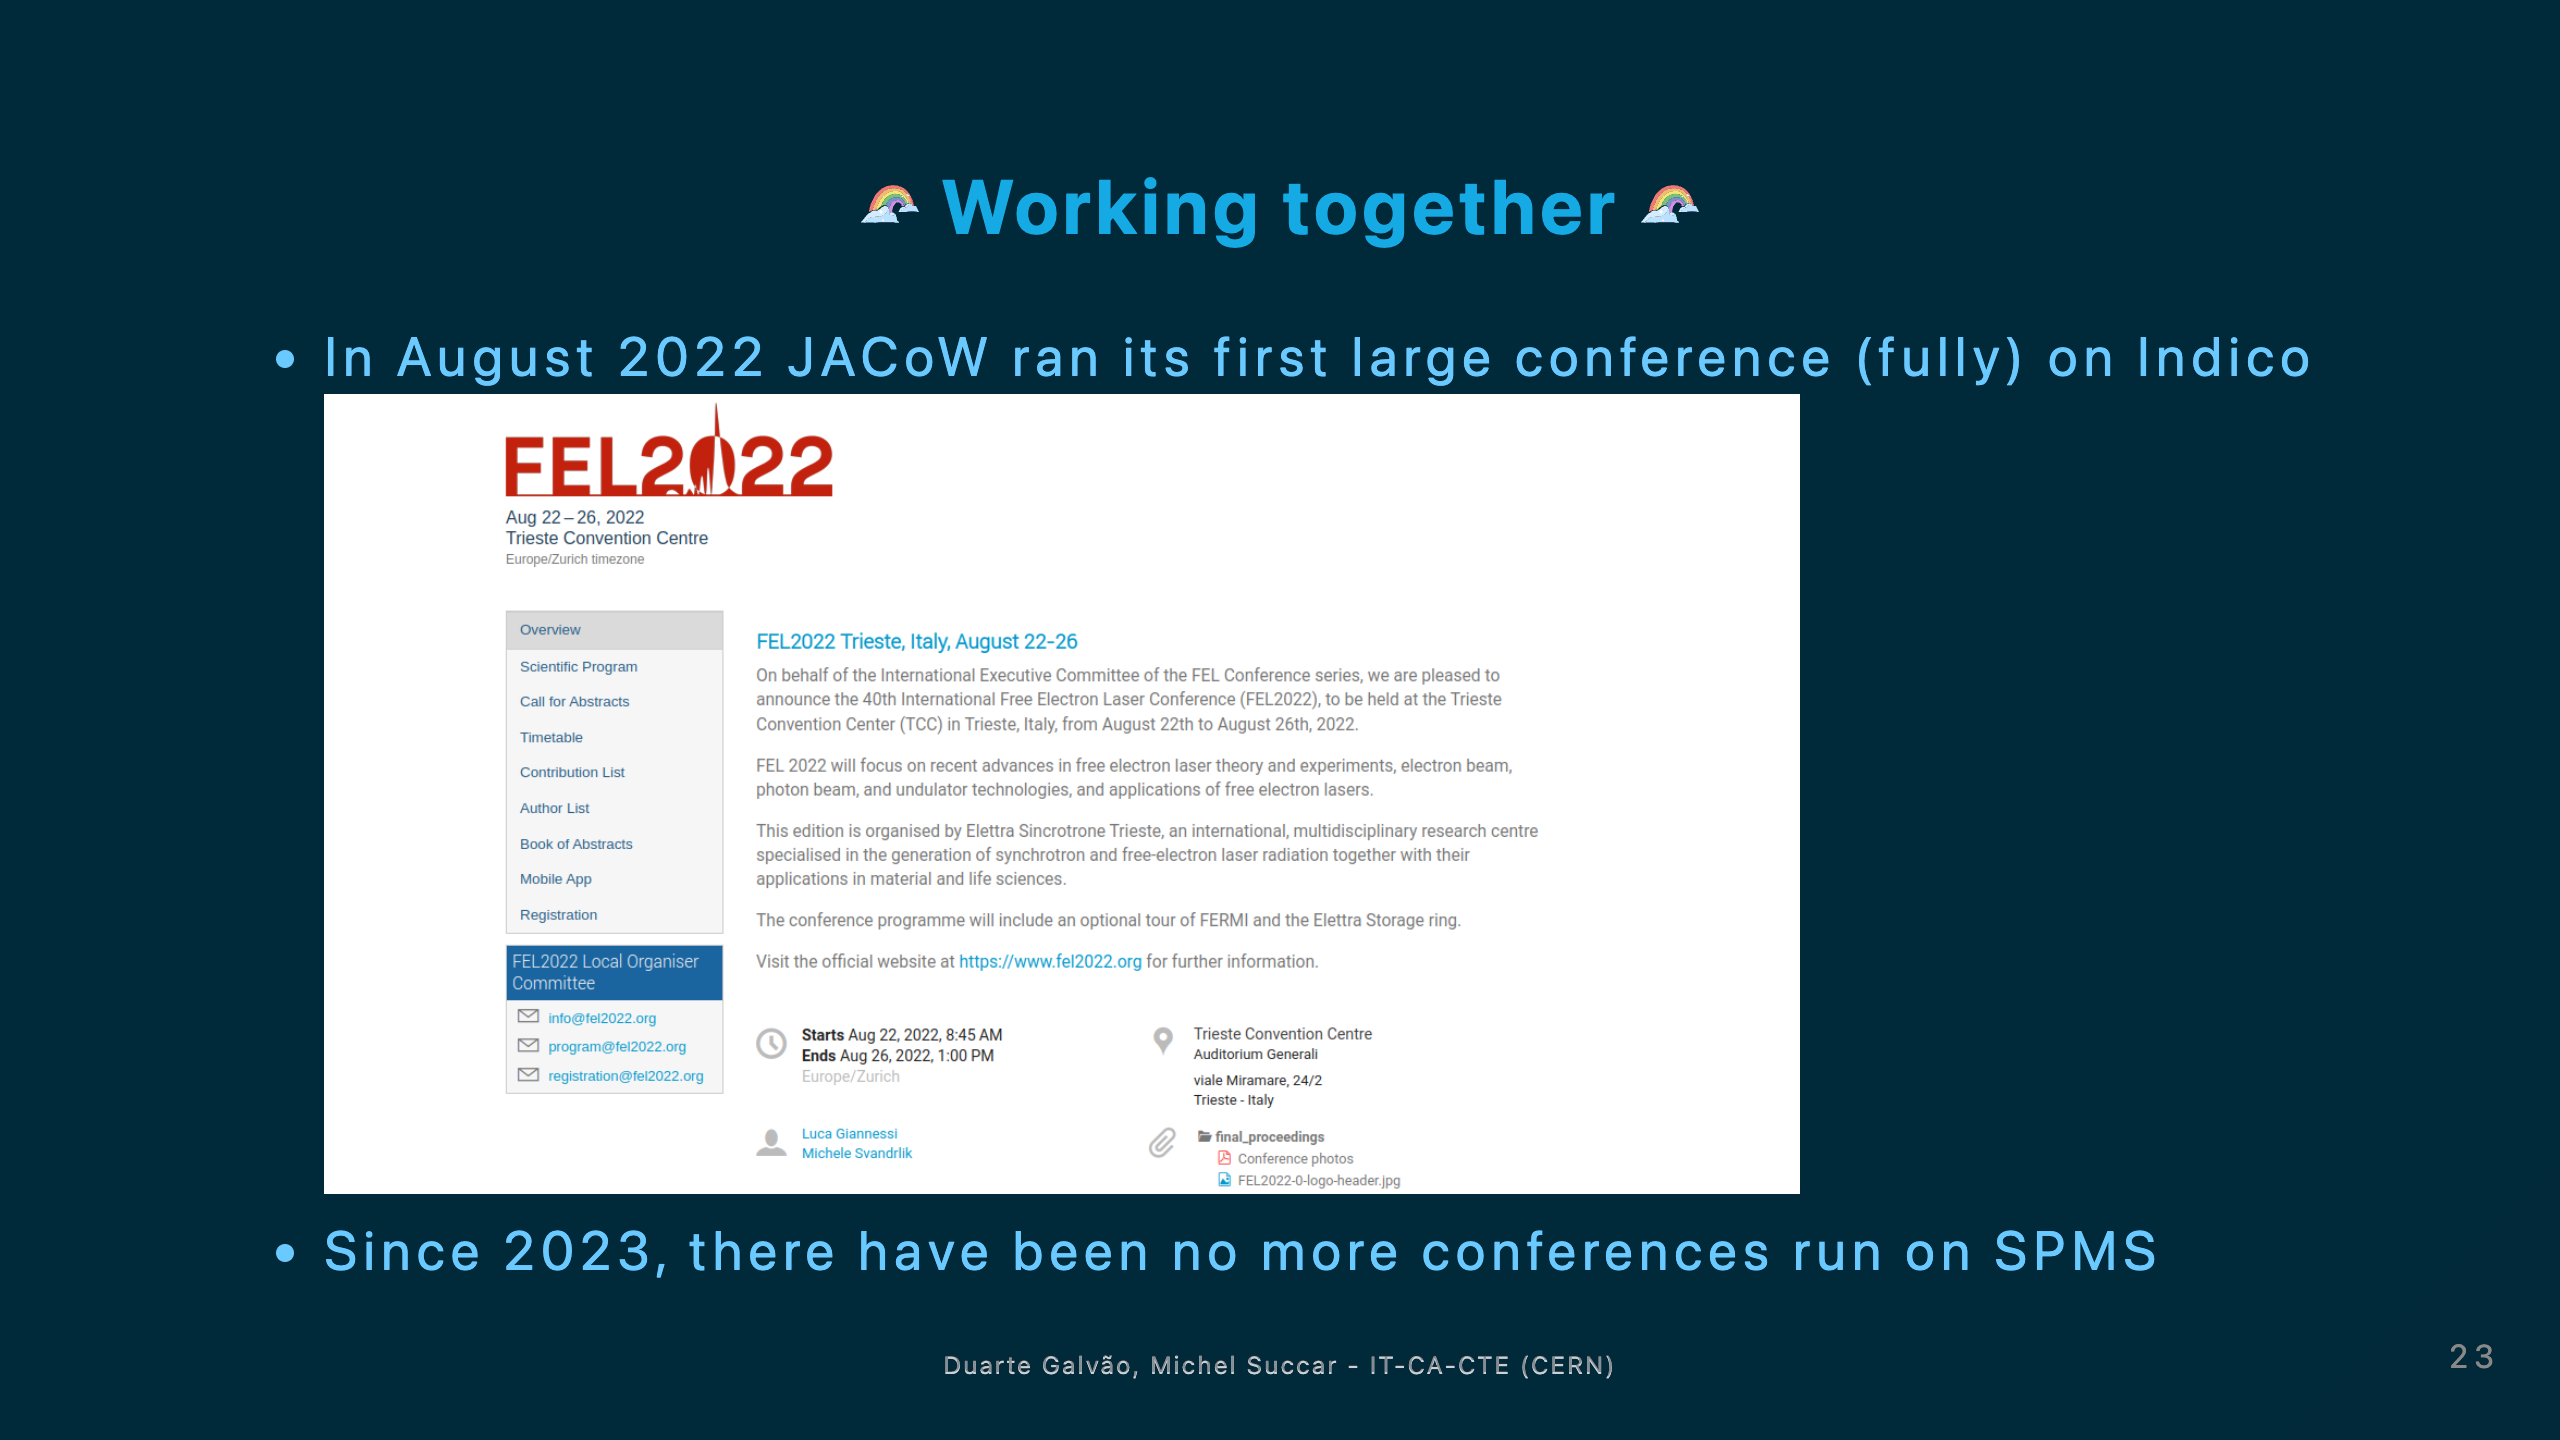 🌈 Working together 🌈
• In August 2022 JACoW ran its first large conference (fully) on Indico
FEL2022
Aug 22 – 26, 2022
Trieste Convention Centre
Europe/Zurich timezone
Overview
Scientific Program
Call for Abstracts
Timetable
Contribution List
Author List
Book of Abstracts
Mobile App
Registration
FEL2022 Local Organiser
Committee
info@fel2022.org
program@fel2022.org
registration@fel2022.org
FEL2022 Trieste, Italy, August 22-26
On behalf of the International Executive Committee of the FEL Conference series, we are pleased to
announce the 40th International Free Electron Laser Conference (FEL2022), to be held at the Trieste
Convention Center (TCC) in Trieste, Italy, from August 22th to August 26th, 2022.
FEL 2022 will focus on recent advances in free electron laser theory and experiments, electron beam,
photon beam, and undulator technologies, and applications of free electron lasers.
This edition is organised by Elettra Sincrotrone Trieste, an international, multidisciplinary research centre
specialised in the generation of synchrotron and free-electron laser radiation together with their
applications in material and life sciences.
The conference programme will include an optional tour of FERMI and the Elettra Storage ring.
Visit the official website at https://www.fel2022.org for further information.
Starts Aug 22, 2022, 8:45 AM
Ends Aug 26, 2022, 1:00 PM
Europe/Zurich
Trieste Convention Centre
Auditorium Generali
viale Miramare, 24/2
Trieste - Italy
Luca Giannessi
Michele Svandrlik
final_proceedings
Conference photos
FEL2022-0-logo-header.jpg
• Since 2023, there have been no more conferences run on SPMS
Duarte Galvão, Michel Succar - IT-CA-CTE (CERN)
23